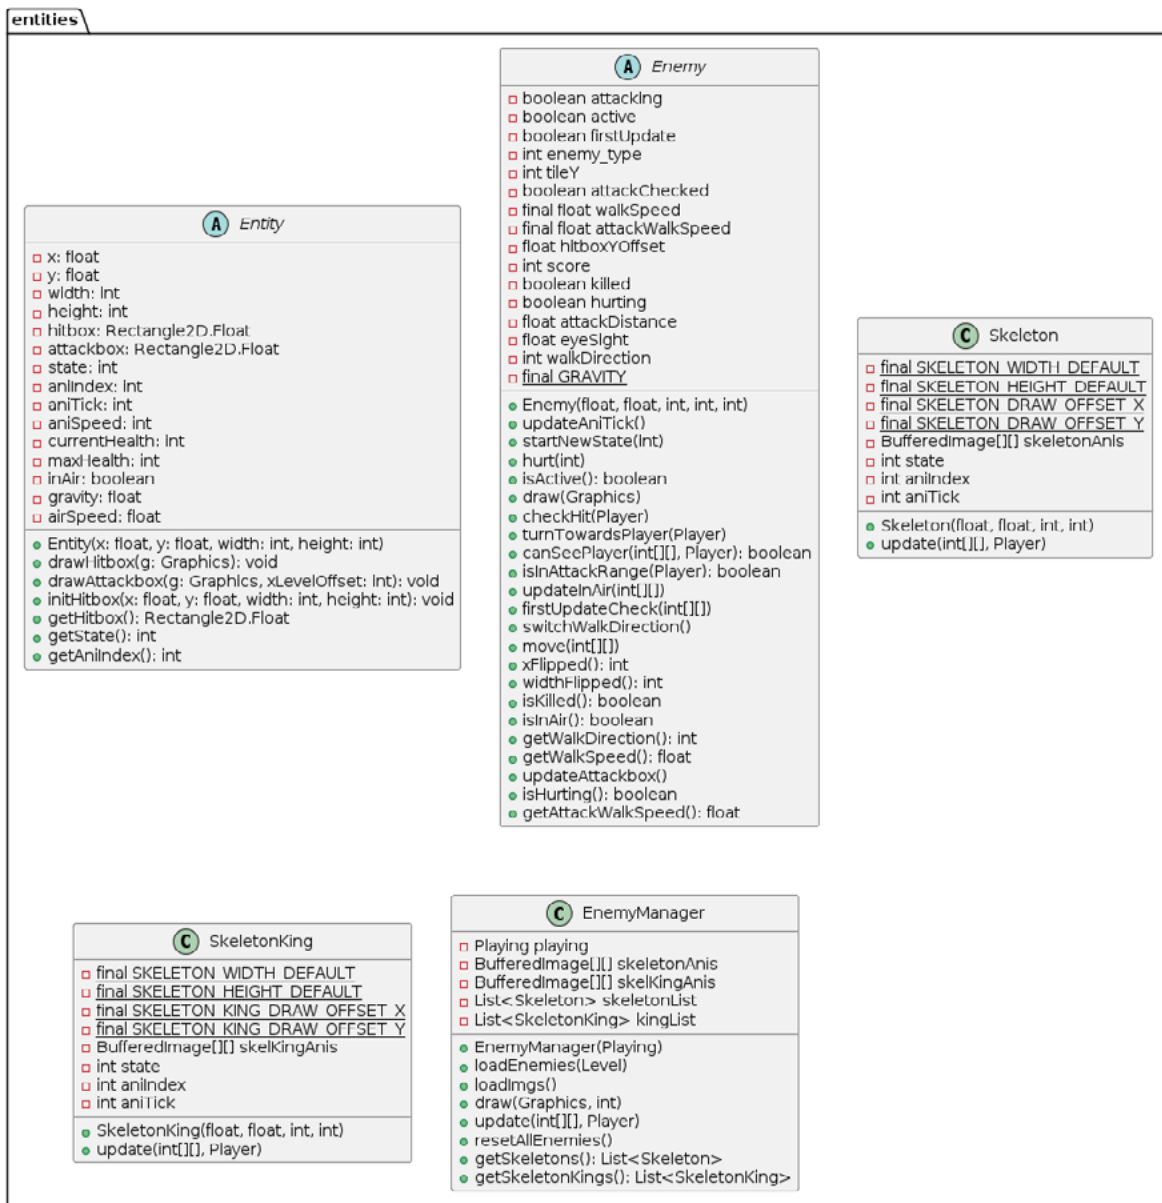 entities
A Entity
x: float
y: float
width: int
height: int
hitbox: Rectangle2D.Float
attackbox: Rectangle2D.Float
state: int
aniIndex: int
aniTick: int
aniSpeed: int
currentHealth: int
maxHealth: int
inAir: boolean
gravity: float
airSpeed: float
Entity(x: float, y: float, width: int, height: int)
drawHitbox(g: Graphics): void
drawAttackbox(g: Graphics, xLevelOffset: int): void
initHitbox(x: float, y: float, width: int, height: int): void
getHitbox(): Rectangle2D.Float
getState(): int
getAniIndex(): int
A Enemy
boolean attacking
boolean active
boolean firstUpdate
int enemy_type
int tileY
boolean attackChecked
final float walkSpeed
final float attackWalkSpeed
float hitboxYOffset
int score
boolean killed
boolean hurting
float attackDistance
float eyeSight
int walkDirection
final GRAVITY
Enemy(float, float, int, int, int)
updateAniTick()
startNewState(int)
hurt(int)
isActive(): boolean
draw(Graphics)
checkHit(Player)
turnTowardsPlayer(Player)
canSeePlayer(int[][], Player): boolean
isInAttackRange(Player): boolean
updateInAir(int[][])
firstUpdateCheck(int[][])
switchWalkDirection()
move(int[][])
xFlipped(): int
widthFlipped(): int
isKilled(): boolean
isInAir(): boolean
getWalkDirection(): int
getWalkSpeed(): float
updateAttackbox()
isHurting(): boolean
getAttackWalkSpeed(): float
C Skeleton
final SKELETON_WIDTH_DEFAULT
final SKELETON_HEIGHT_DEFAULT
final SKELETON_DRAW_OFFSET_X
final SKELETON_DRAW_OFFSET_Y
BufferedImage[][] skeletonAnis
int state
int aniIndex
int aniTick
Skeleton(float, float, int, int)
update(int[][], Player)
C SkeletonKing
final SKELETON_WIDTH_DEFAULT
final SKELETON_HEIGHT_DEFAULT
final SKELETON_KING_DRAW_OFFSET_X
final SKELETON_KING_DRAW_OFFSET_Y
BufferedImage[][] skelKingAnis
int state
int aniIndex
int aniTick
SkeletonKing(float, float, int, int)
update(int[][], Player)
C EnemyManager
Playing playing
BufferedImage[][] skeletonAnis
BufferedImage[][] skelKingAnis
List<Skeleton> skeletonList
List<SkeletonKing> kingList
EnemyManager(Playing)
loadEnemies(Level)
loadImgs()
draw(Graphics, int)
update(int[][], Player)
resetAllEnemies()
getSkeletons(): List<Skeleton>
getSkeletonKings(): List<SkeletonKing>